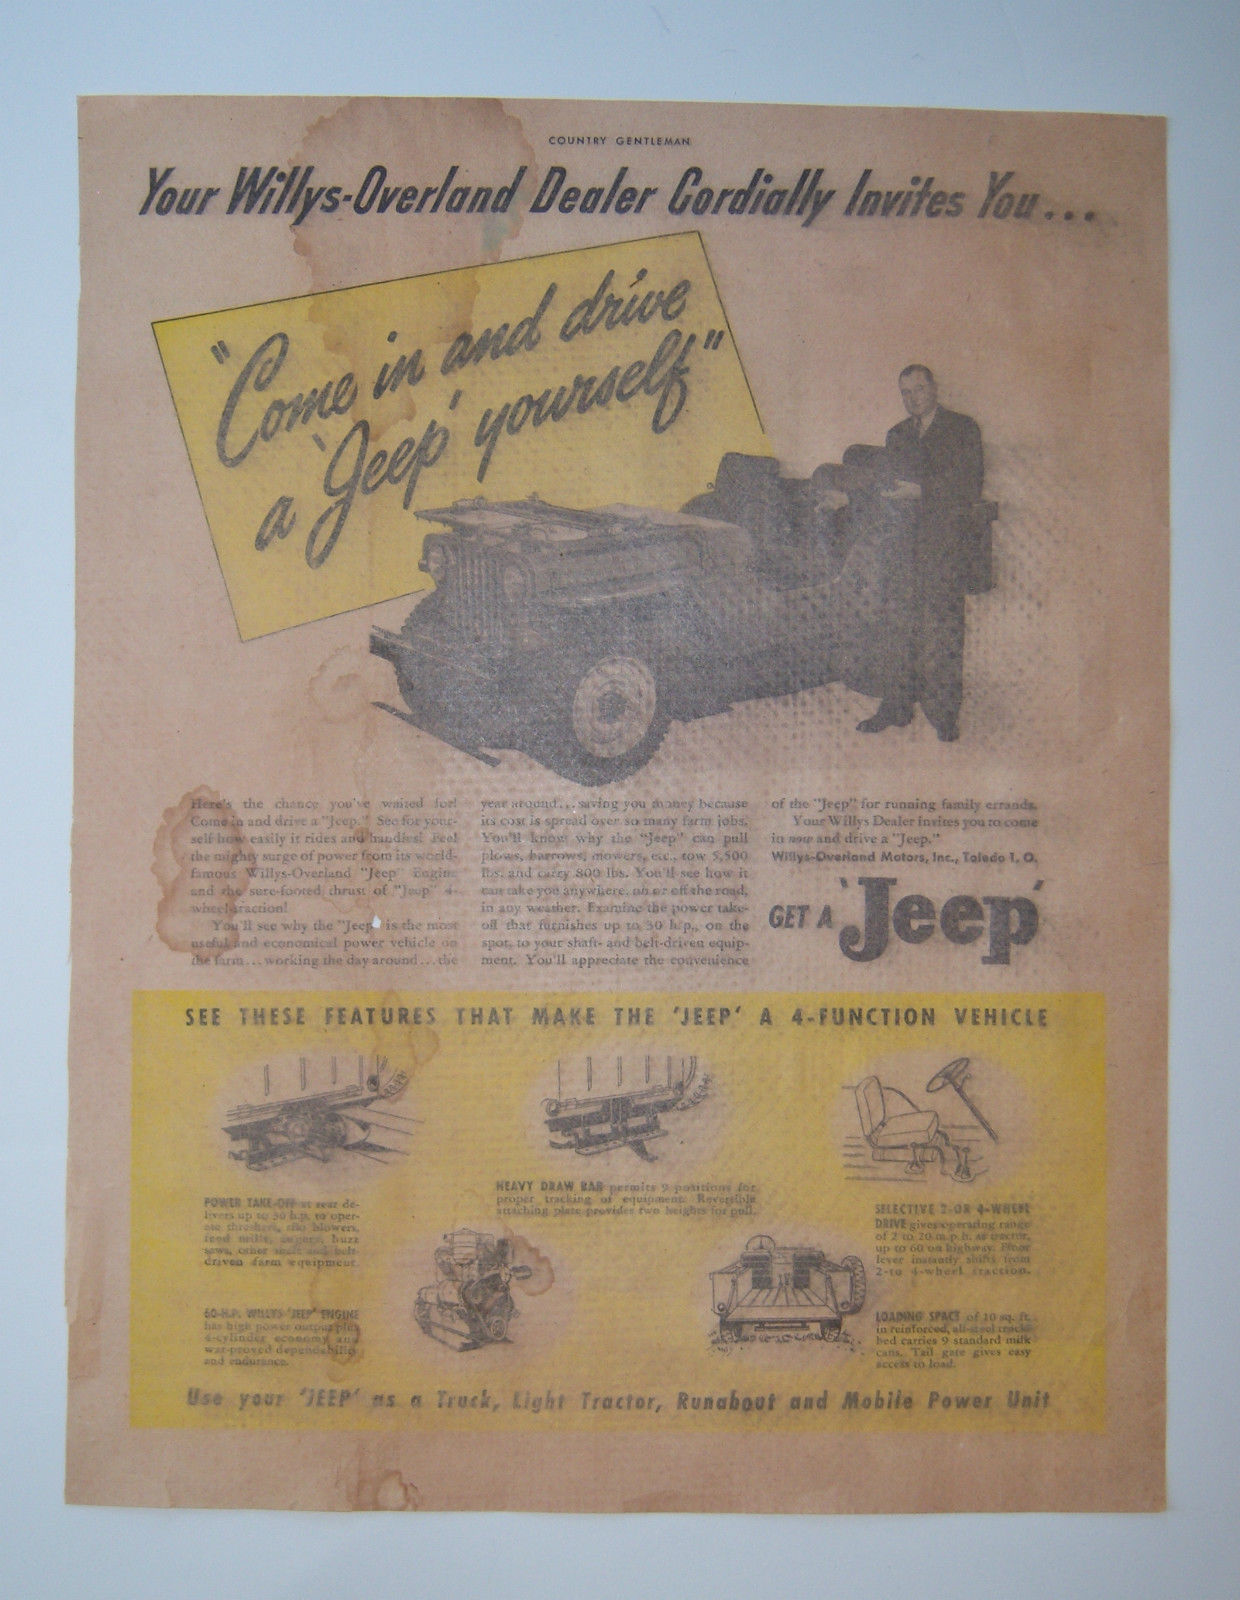 COUNTRY GENTLEMAN
Your Willys-Overland Dealer Cordially Invites You...
"Come in and drive
a 'Jeep' yourself"
Here's the chance you've waited for!
Come in and drive a "Jeep." See for your-
self how easily it rides and handles! Feel
the mighty surge of power from its world-
famous Willys-Overland "Jeep" Engine
and the sure-footed thrust of "Jeep" 4-
wheel-traction!
You'll see why the "Jeep" is the most
useful and economical power vehicle on
the farm...working the day around...the
year around...saving you money because
its cost is spread over so many farm jobs.
You'll know why the "Jeep" can pull
plows, harrows, mowers, etc., tow 5,500
lbs. and carry 800 lbs. You'll see how it
can take you anywhere, on or off the road,
in any weather. Examine the power take-
off that furnishes up to 30 h.p., on the
spot, to your shaft- and belt-driven equip-
ment. You'll appreciate the convenience
of the "Jeep" for running family errands.
Your Willys Dealer invites you to come
in now and drive a "Jeep."
Willys-Overland Motors, Inc., Toledo 1, O.
GET A 'Jeep'
SEE THESE FEATURES THAT MAKE THE 'JEEP' A 4-FUNCTION VEHICLE
POWER TAKE-OFF at rear de-
livers up to 30 h.p. to oper-
ate threshers, silo blowers,
feed mills, augers, buzz
saws, other shaft and belt-
driven farm equipment.
HEAVY DRAW BAR permits 9 positions for
proper tracking of equipment. Reversible
attaching plate provides two heights for pull.
SELECTIVE 2-OR 4-WHEEL
DRIVE gives operating range
of 2 to 20 m.p.h. as tractor,
up to 60 on highway. Floor
lever instantly shifts from
2-to 4-wheel traction.
60-H.P. WILLYS 'JEEP' ENGINE
has high power output plus
4-cylinder economy and
war-proved dependability
and endurance.
LOADING SPACE of 10 sq. ft.
in reinforced, all-steel truck-
bed carries 9 standard milk
cans. Tail gate gives easy
access to load.
Use your 'JEEP' as a Truck, Light Tractor, Runabout and Mobile Power Unit